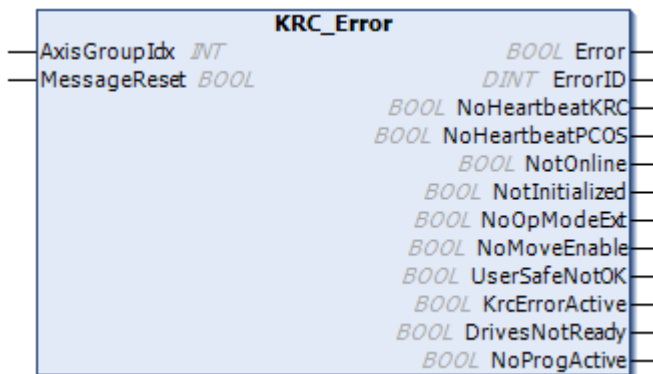 KRC_Error
AxisGroupIdx INT BOOL Error
MessageReset BOOL DINT ErrorID
BOOL NoHeartbeatKRC
BOOL NoHeartbeatPCOS
BOOL NotOnline
BOOL NotInitialized
BOOL NoOpModeExt
BOOL NoMoveEnable
BOOL UserSafeNotOK
BOOL KrcErrorActive
BOOL DrivesNotReady
BOOL NoProgActive